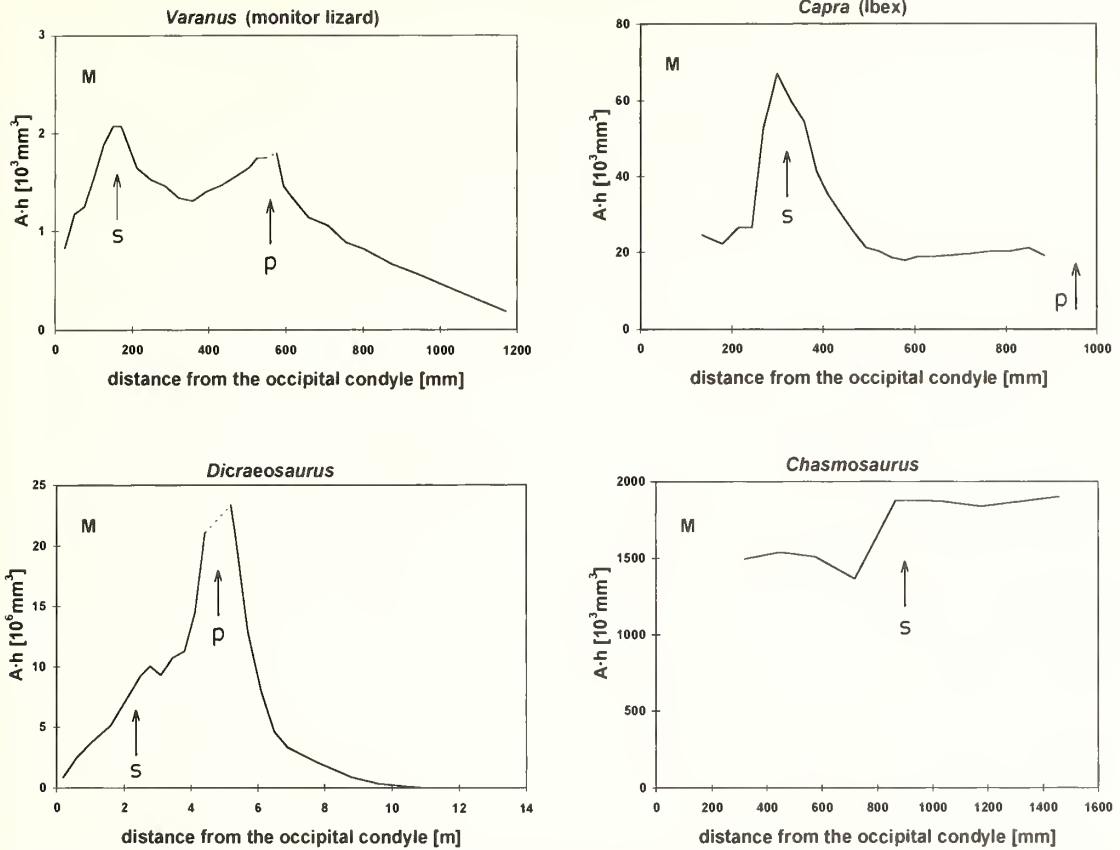 Varanus (monitor lizard)
3
2
1
0
A·h [10³mm³]
M
s
p
0 200 400 600 800 1000 1200
distance from the occipital condyle [mm]
Capra (Ibex)
80
60
40
20
0
A·h [10³mm³]
M
s
p
0 200 400 600 800 1000
distance from the occipital condyle [mm]
Dicraeosaurus
25
20
15
10
5
0
A·h [10⁶mm³]
M
p
s
0 2 4 6 8 10 12 14
distance from the occipital condyle [m]
Chasmosaurus
2000
1500
1000
500
0
A·h [10³mm³]
M
s
0 200 400 600 800 1000 1200 1400 1600
distance from the occipital condyle [mm]